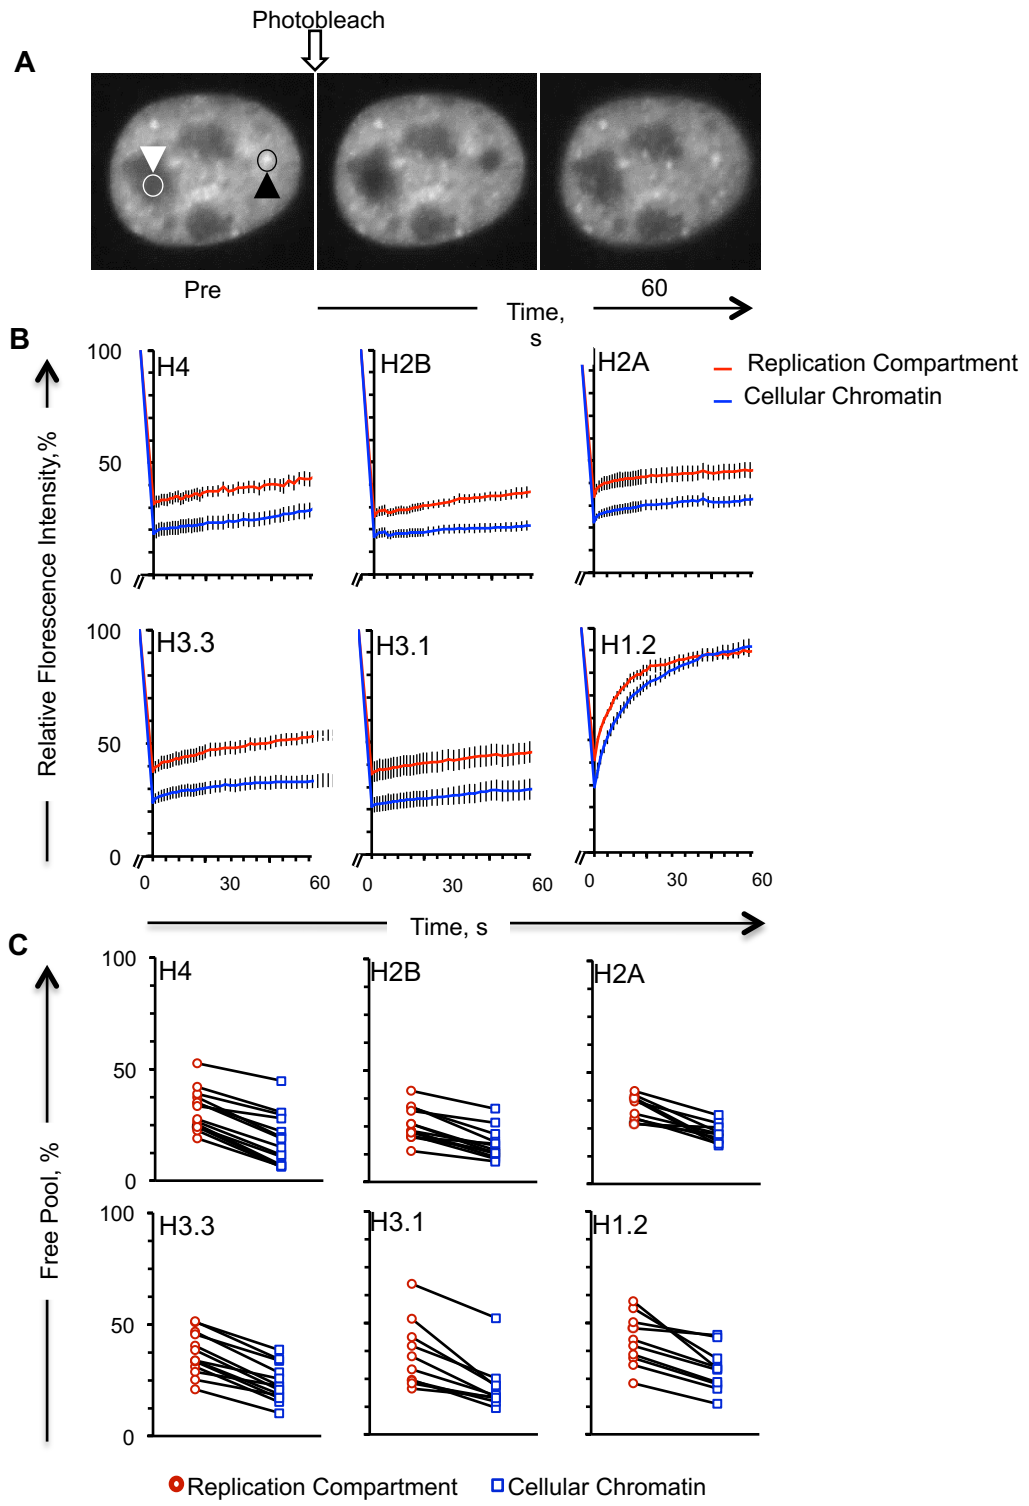 Photobleach
A
Pre
60
Time,
s
B
Relative Florescence Intensity,%
100
50
0
H4
H2B
H2A
Replication Compartment
Cellular Chromatin
100
50
0
H3.3
H3.1
H1.2
0 30 60 0 30 60 0 30 60
Time, s
C
Free Pool, %
100
50
0
H4
H2B
H2A
100
50
0
H3.3
H3.1
H1.2
Replication Compartment
Cellular Chromatin